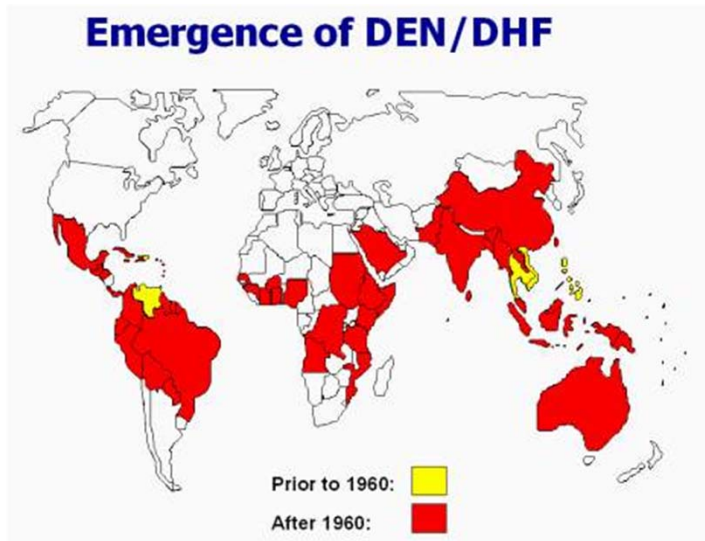 Emergence of DEN/DHF
Prior to 1960:
After 1960: